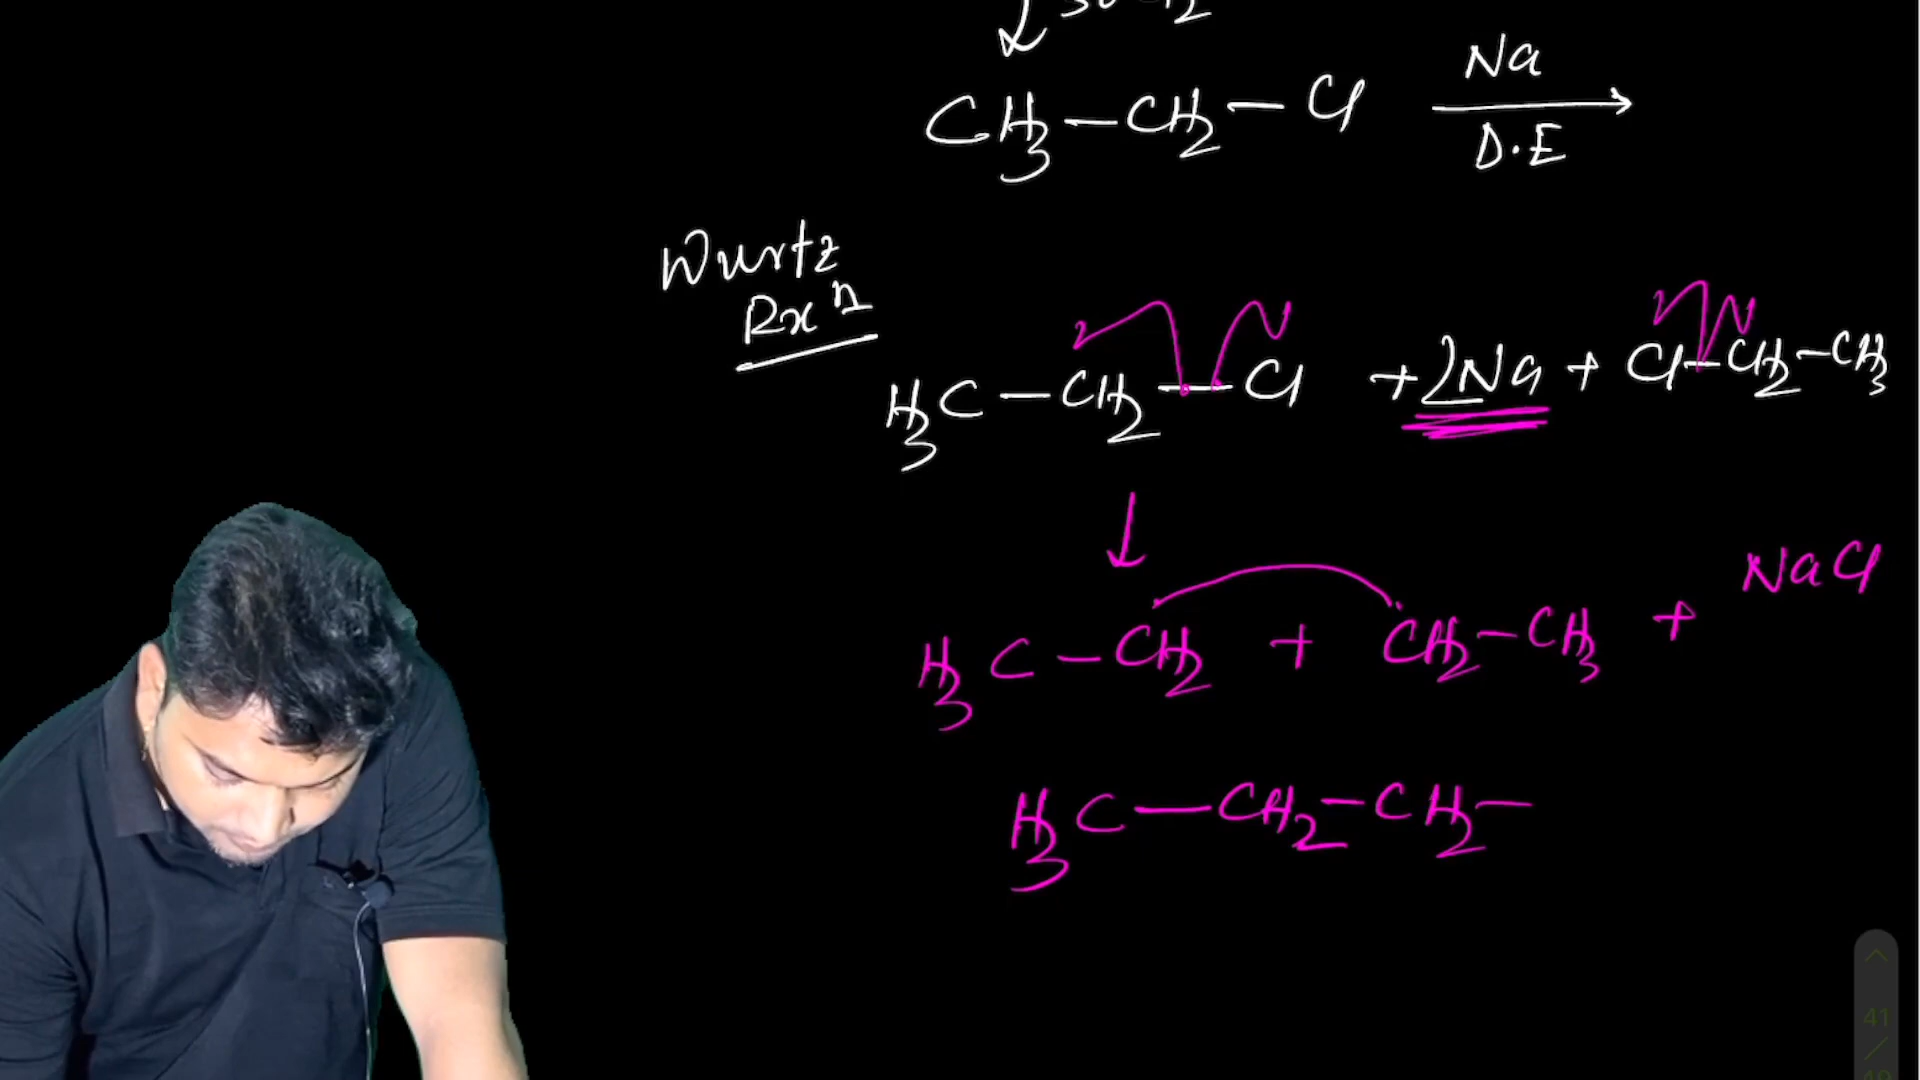 CH3-CH2-Cl Na
D.E
Wurtz
Rxn
H3C-CH2-Cl +2Na + Cl-CH2-CH3
H3C-CH2 + CH2-CH3 + NaCl
H3C-CH2-CH2-
41
/